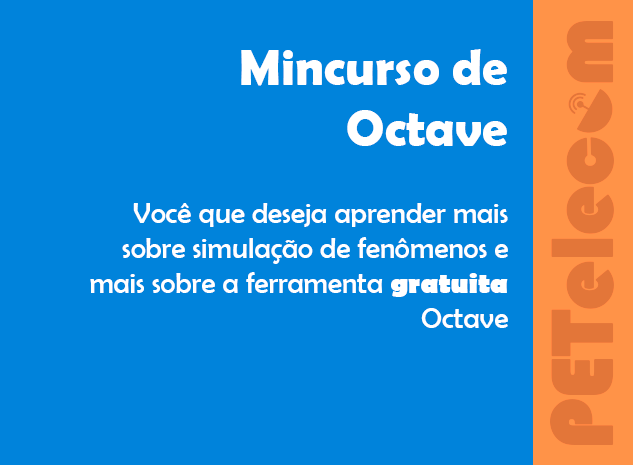 Mincurso de
Octave
Você que deseja aprender mais
sobre simulação de fenômenos e
mais sobre a ferramenta gratuita
Octave
PETelecom